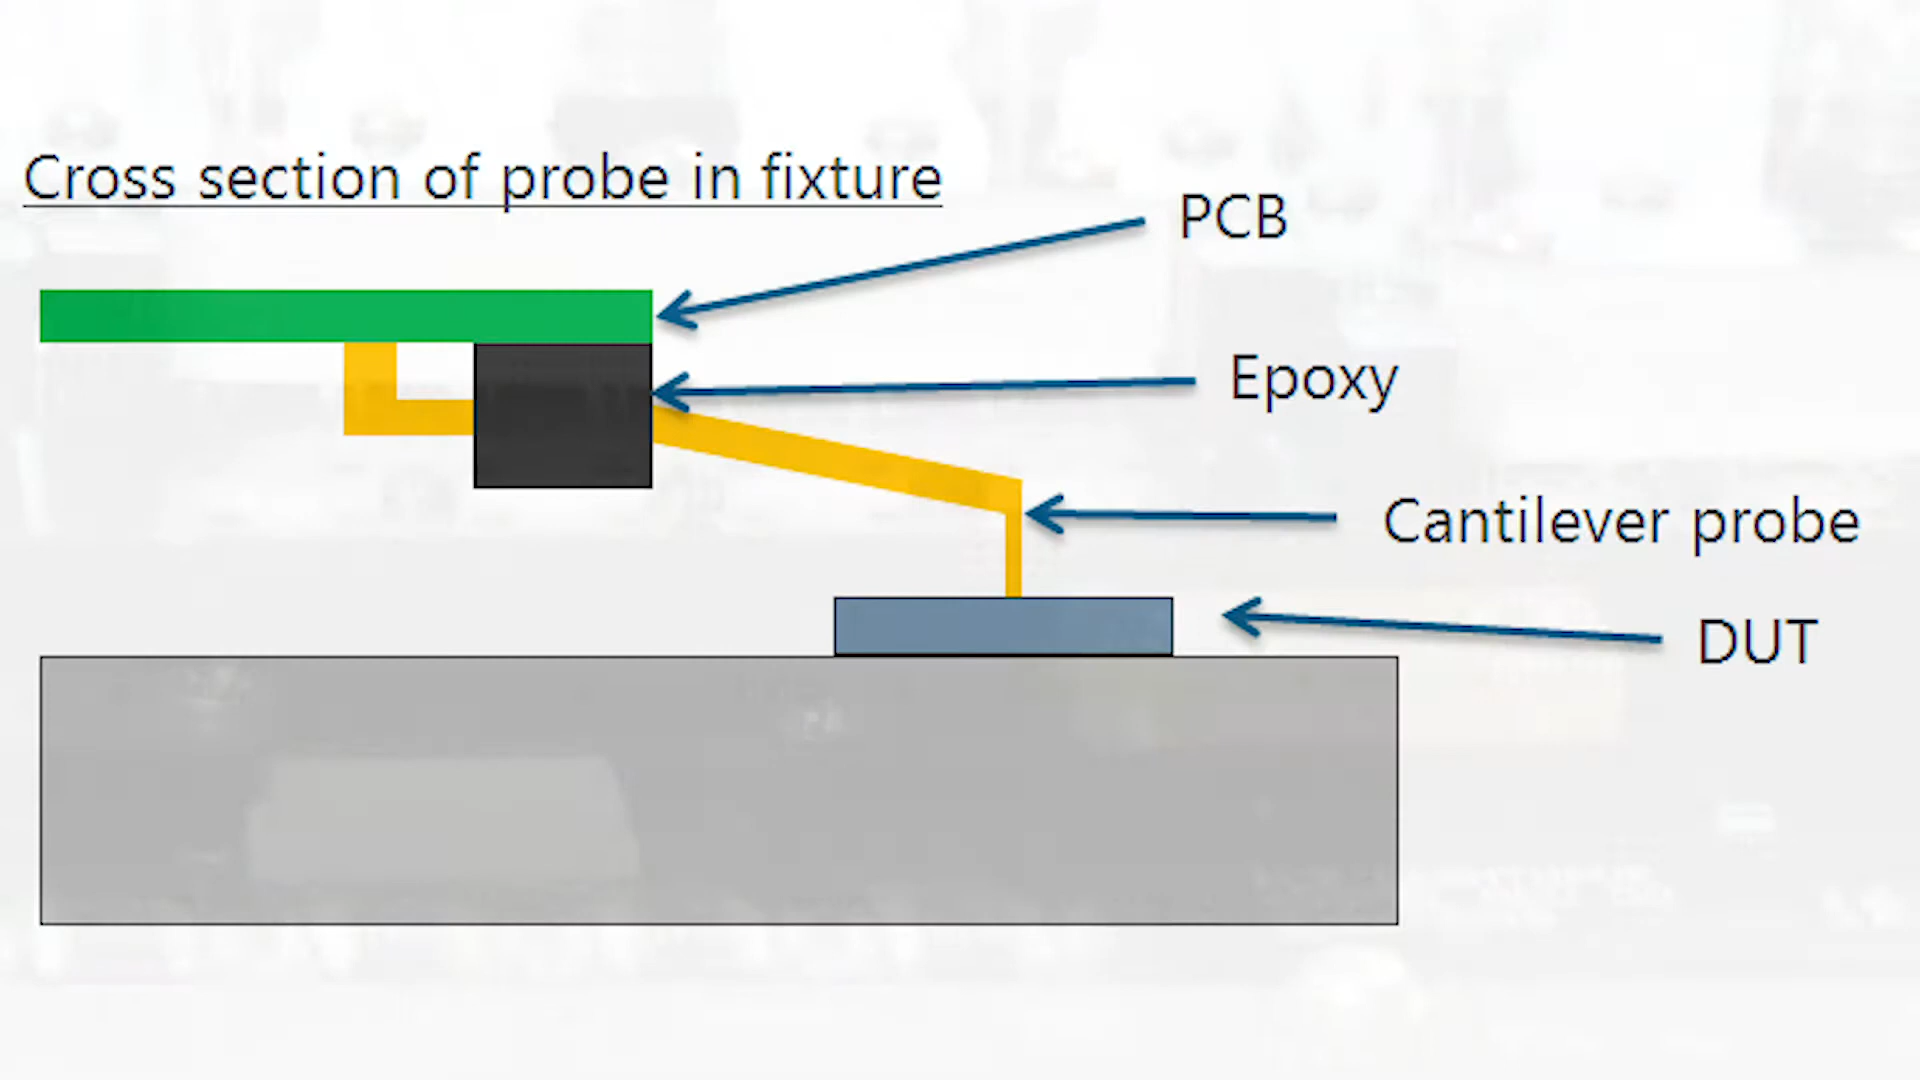 Cross section of probe in fixture
PCB
Epoxy
Cantilever probe
DUT